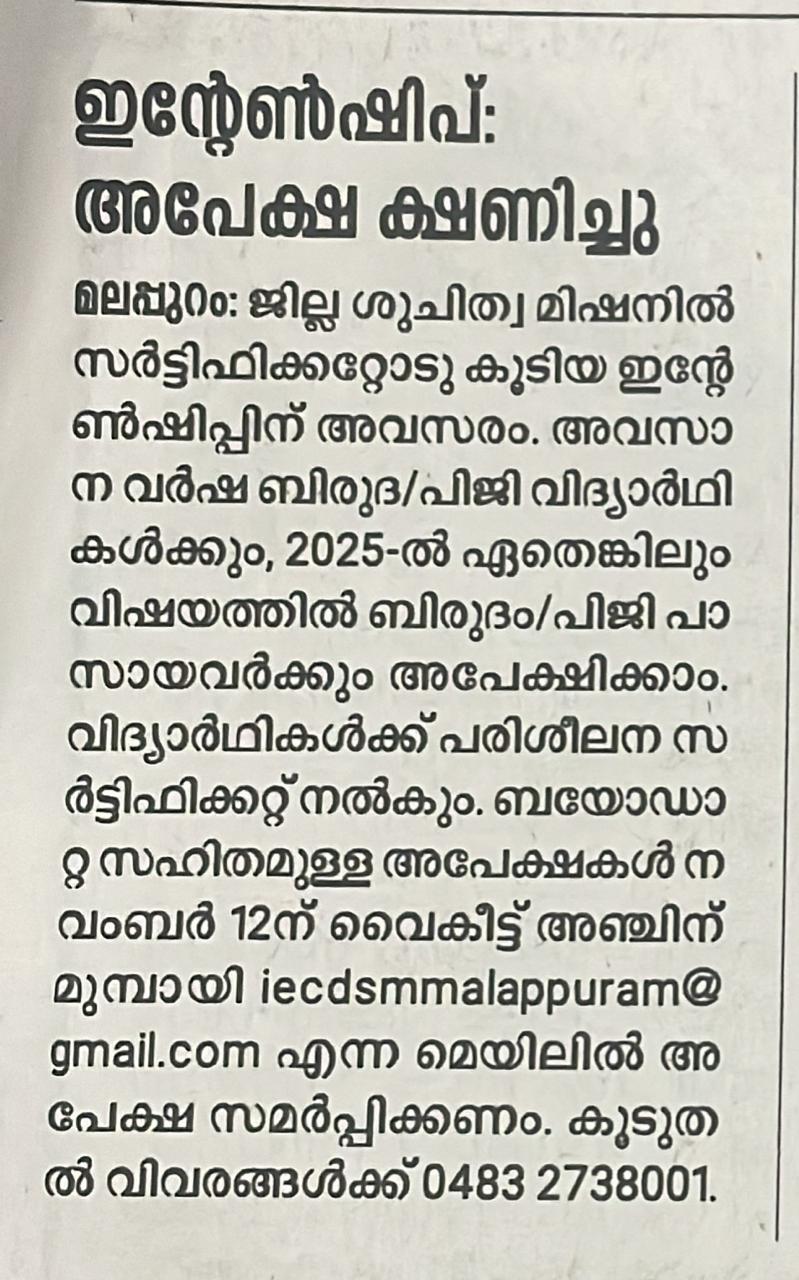 ഇന്റേൺഷിപ്:
അപേക്ഷ ക്ഷണിച്ചു
മലപ്പുറം: ജില്ല ശുചിത്വ മിഷനിൽ
സർട്ടിഫിക്കറ്റോടു കൂടിയ ഇന്റേ
ൺഷിപ്പിന് അവസരം. അവസാ
ന വർഷ ബിരുദ/പിജി വിദ്യാർഥി
കൾക്കും, 2025-ൽ ഏതെങ്കിലും
വിഷയത്തിൽ ബിരുദം/പിജി പാ
സായവർക്കും അപേക്ഷിക്കാം.
വിദ്യാർഥികൾക്ക് പരിശീലന സ
ർട്ടിഫിക്കറ്റ് നൽകും. ബയോഡാ
റ്റ സഹിതമുള്ള അപേക്ഷകൾ ന
വംബർ 12ന് വൈകീട്ട് അഞ്ചിന്
മുമ്പായി iecdsmmalappuram@
gmail.com എന്ന മെയിലിൽ അ
പേക്ഷ സമർപ്പിക്കണം. കൂടുത
ൽ വിവരങ്ങൾക്ക് 0483 2738001.